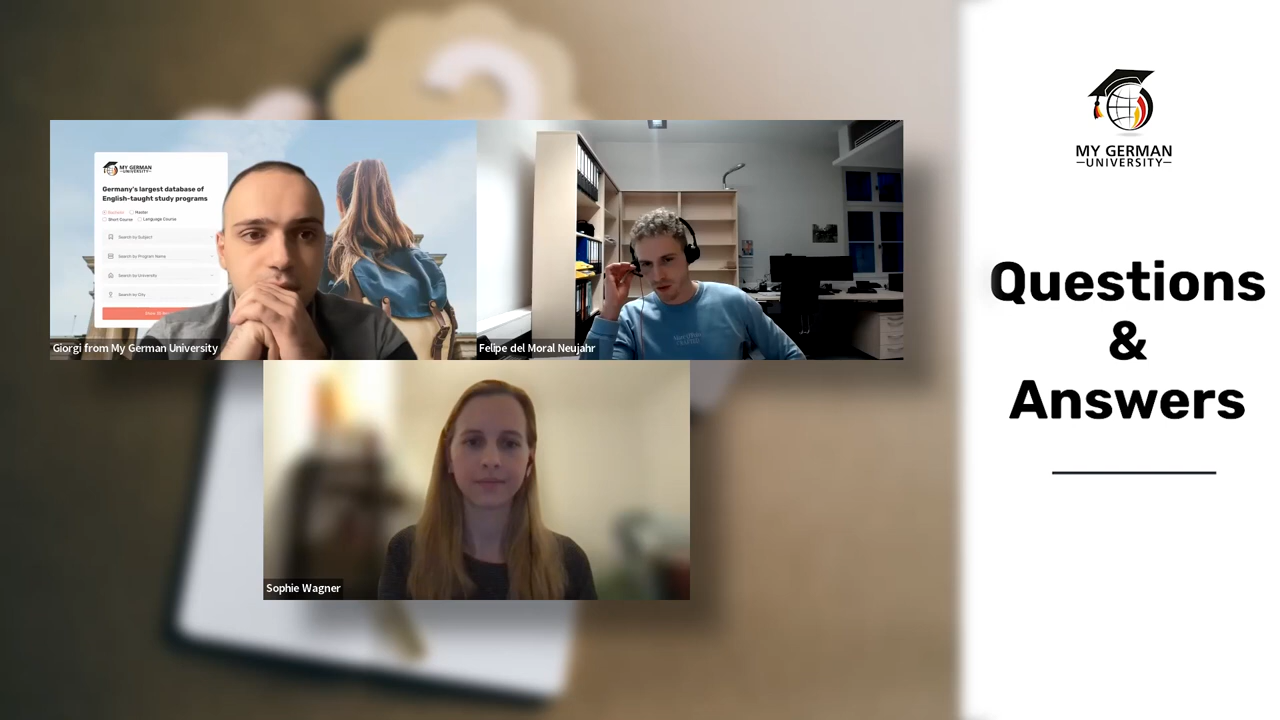 MY GERMAN
UNIVERSITY
Germany's largest database of
English-taught study programs
Bachelor
Master
Short Course
Language Course
Search by Subject
Search by Program Name
Search by University
Search by City
Giorgi from My German University
Felipe del Moral Neujahr
Sophie Wagner
MY GERMAN
UNIVERSITY
Questions
&
Answers